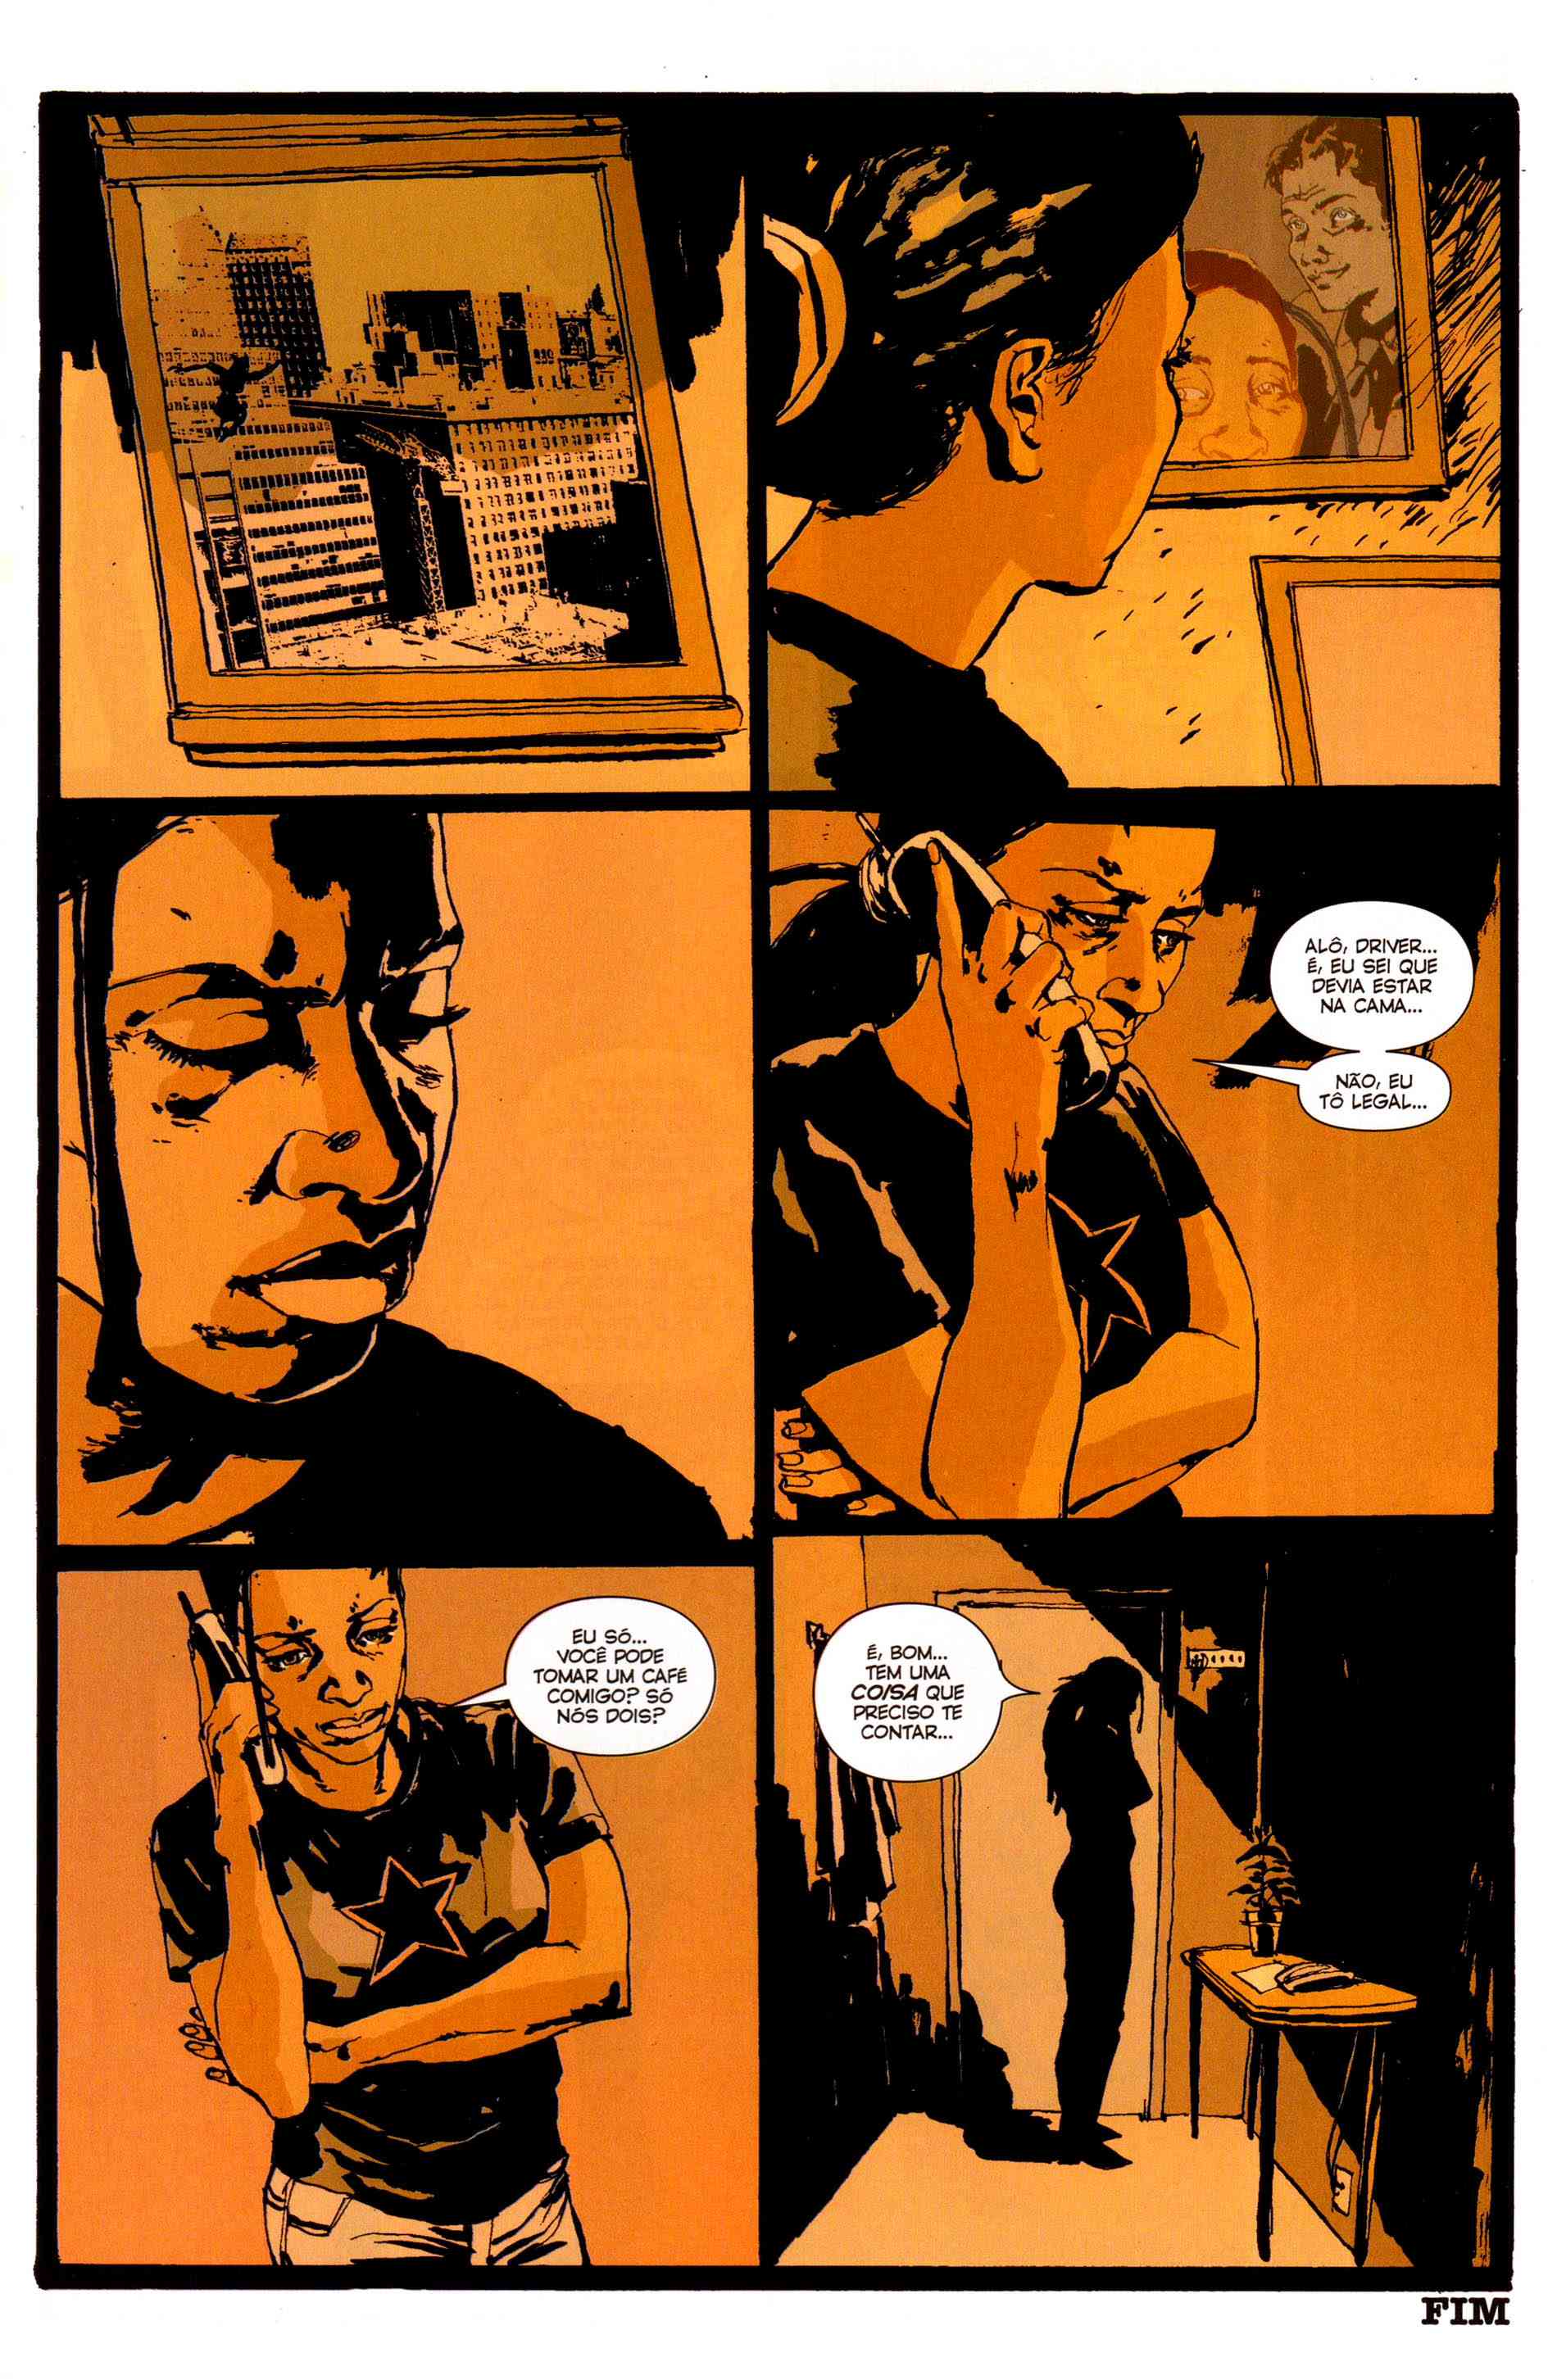 ALÔ, DRIVER...
É, EU SEI QUE
DEVIA ESTAR
NA CAMA...
NÃO, EU
TÔ LEGAL...
EU SÓ...
VOCÊ PODE
TOMAR UM CAFÉ
COMIGO? SÓ
NÓS DOIS?
É, BOM...
TEM UMA
COISA QUE
PRECISO TE
CONTAR...
FIM